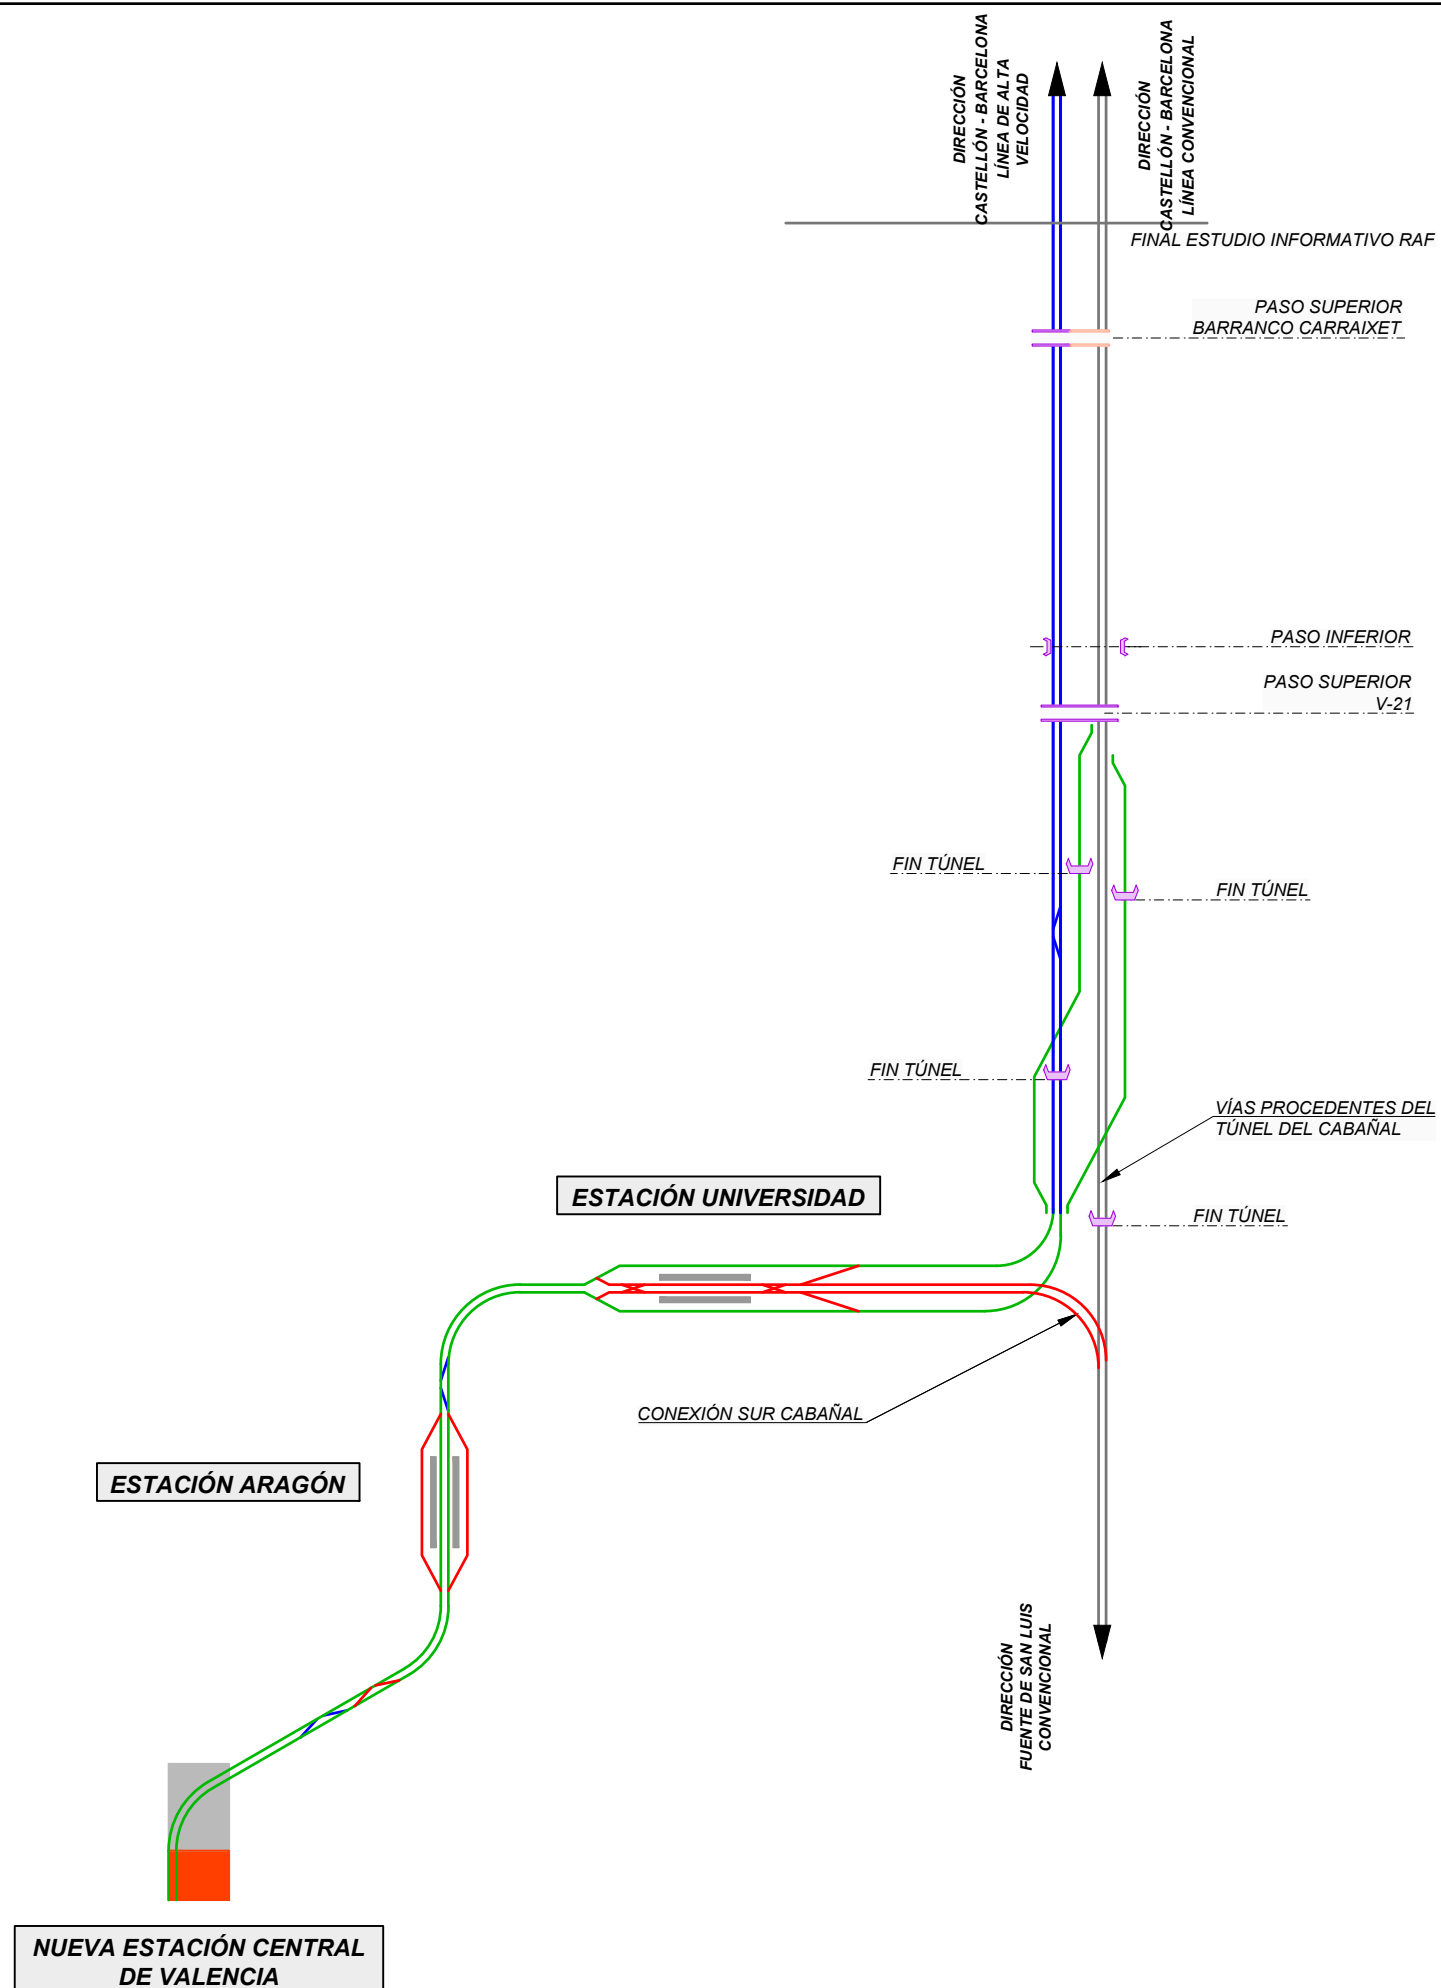 DIRECCIÓN
CASTELLÓN - BARCELONA
LÍNEA DE ALTA
VELOCIDAD
DIRECCIÓN
CASTELLÓN - BARCELONA
LÍNEA CONVENCIONAL
FINAL ESTUDIO INFORMATIVO RAF
PASO SUPERIOR
BARRANCO CARRAIXET
PASO INFERIOR
PASO SUPERIOR
V-21
FIN TÚNEL
FIN TÚNEL
FIN TÚNEL
VÍAS PROCEDENTES DEL
TÚNEL DEL CABAÑAL
ESTACIÓN UNIVERSIDAD
FIN TÚNEL
CONEXIÓN SUR CABAÑAL
ESTACIÓN ARAGÓN
DIRECCIÓN
FUENTE DE SAN LUIS
CONVENCIONAL
NUEVA ESTACIÓN CENTRAL
DE VALENCIA